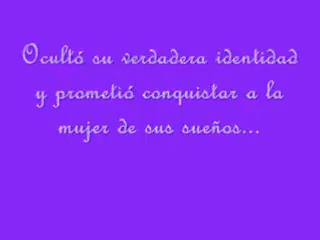 Ocultó su verdadera identidad
y prometió conquistar a la
mujer de sus sueños...